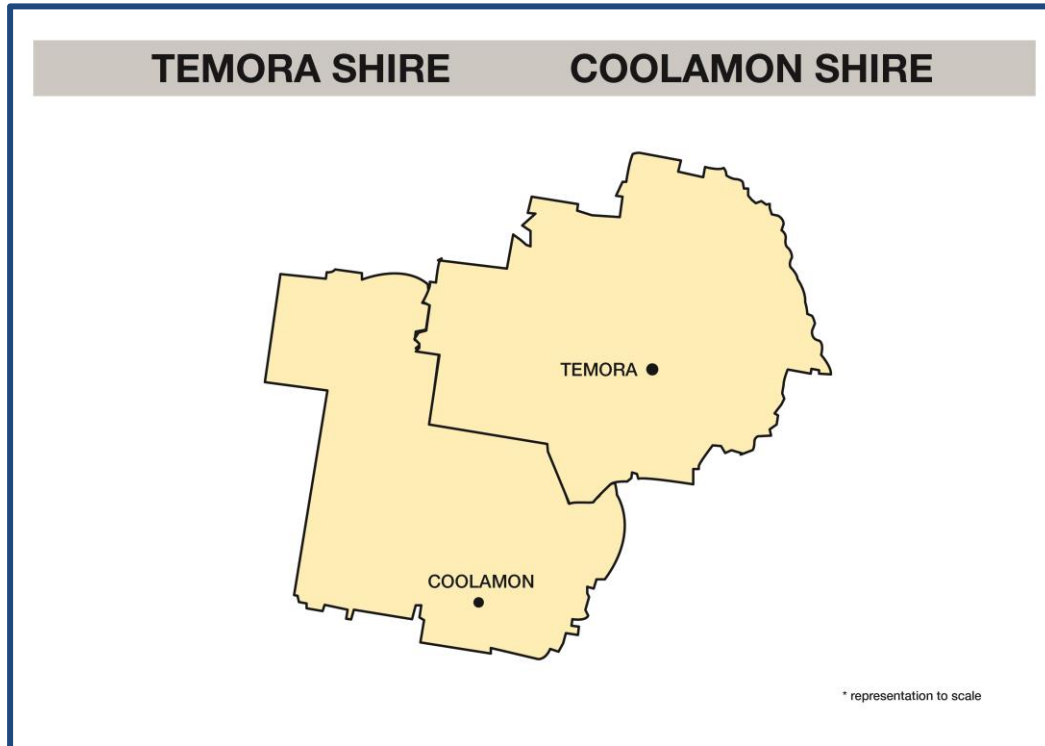 TEMORA SHIRE COOLAMON SHIRE
TEMORA
COOLAMON
* representation to scale